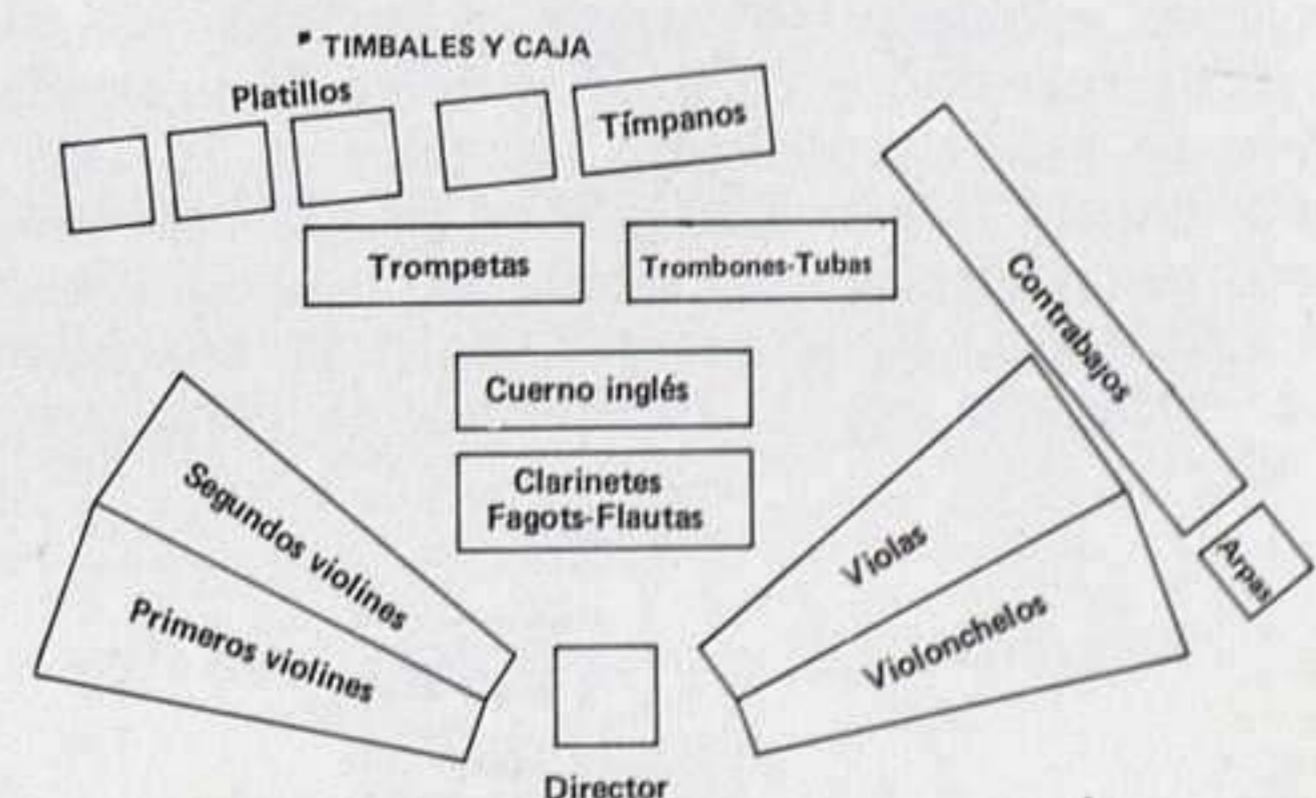 * TIMBALES Y CAJA
Platillos
Tímpanos
Trompetas
Trombones-Tubas
Contrabajos
Cuerno inglés
Clarinetes
Fagots-Flautas
Segundos violines
Primeros violines
Violas
Violonchelos
Arpas
Director